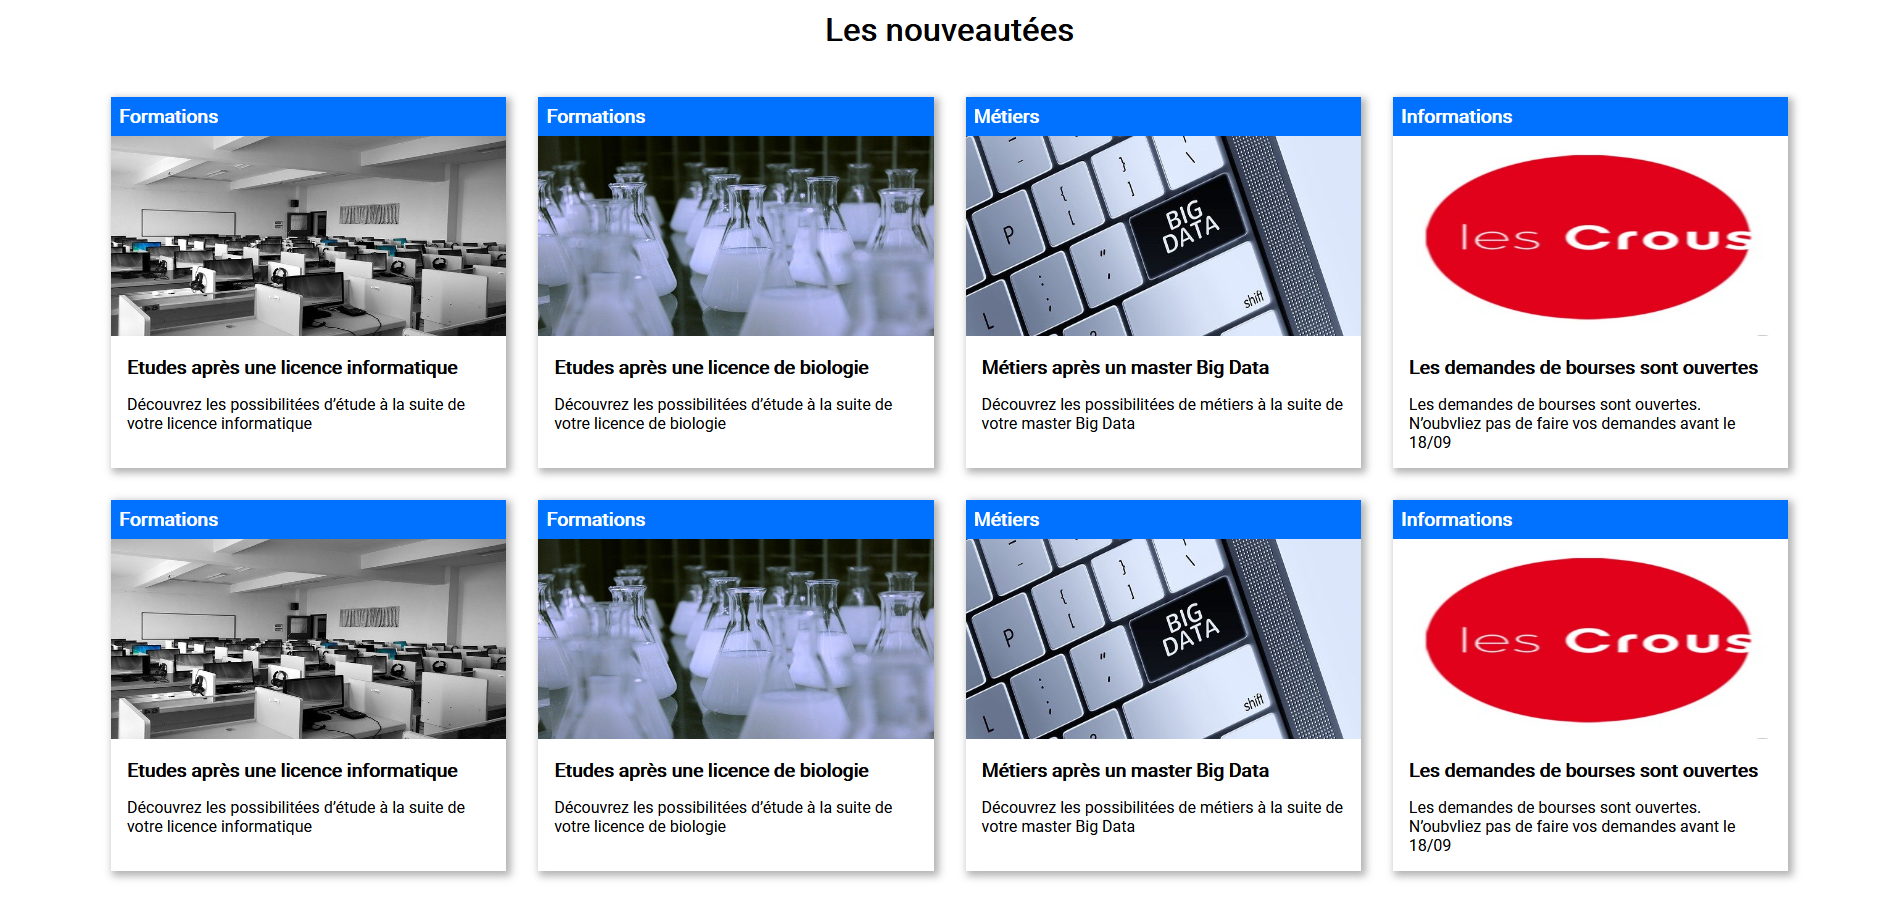 Les nouveautées
Formations
Etudes après une licence informatique
Découvrez les possibilitées d’étude à la suite de
votre licence informatique
Formations
Etudes après une licence de biologie
Découvrez les possibilitées d’étude à la suite de
votre licence de biologie
Métiers
P
L
{
[
}
]
:
;
"
,
-
\
?
BIG
DATA
shift
Métiers après un master Big Data
Découvrez les possibilitées de métiers à la suite de
votre master Big Data
Informations
les Crous
Les demandes de bourses sont ouvertes
Les demandes de bourses sont ouvertes.
N’oubvliez pas de faire vos demandes avant le
18/09
Formations
Etudes après une licence informatique
Découvrez les possibilitées d’étude à la suite de
votre licence informatique
Formations
Etudes après une licence de biologie
Découvrez les possibilitées d’étude à la suite de
votre licence de biologie
Métiers
P
L
{
[
}
]
:
;
"
,
-
\
?
BIG
DATA
shift
Métiers après un master Big Data
Découvrez les possibilitées de métiers à la suite de
votre master Big Data
Informations
les Crous
Les demandes de bourses sont ouvertes
Les demandes de bourses sont ouvertes.
N’oubvliez pas de faire vos demandes avant le
18/09